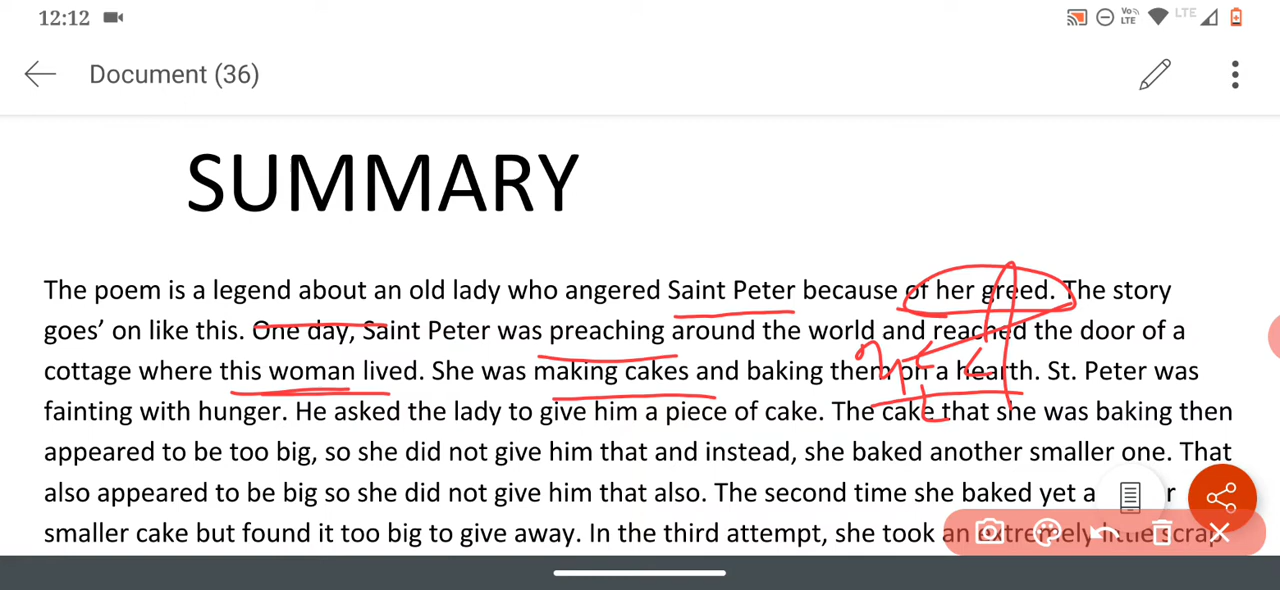 12:12 Vo LTE LTE
Document (36)
SUMMARY
The poem is a legend about an old lady who angered Saint Peter because of her greed. The story
goes’ on like this. One day, Saint Peter was preaching around the world and reached the door of a
cottage where this woman lived. She was making cakes and baking them on a hearth. St. Peter was
fainting with hunger. He asked the lady to give him a piece of cake. The cake that she was baking then
appeared to be too big, so she did not give him that and instead, she baked another smaller one. That
also appeared to be big so she did not give him that also. The second time she baked yet a
smaller cake but found it too big to give away. In the third attempt, she took an extremely little scrap